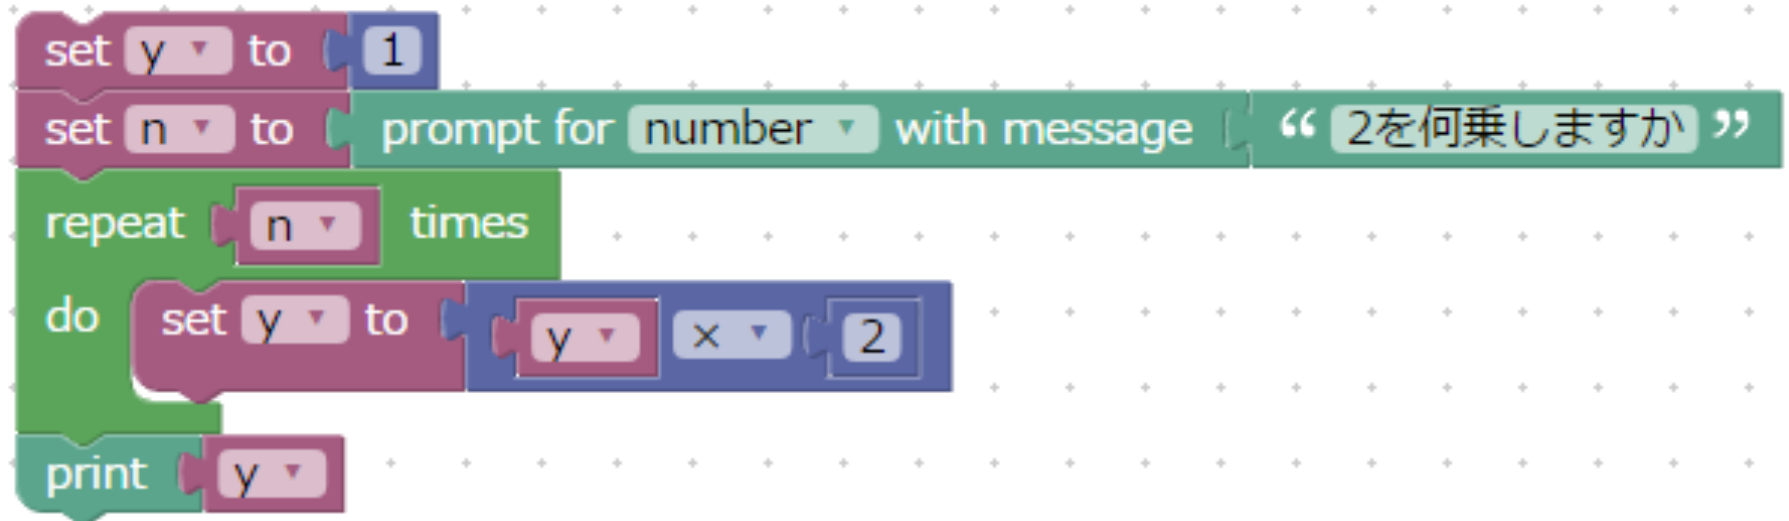 set y to 1
set n to prompt for number with message “ 2を何乗しますか ”
repeat n times
do set y to y × 2
print y